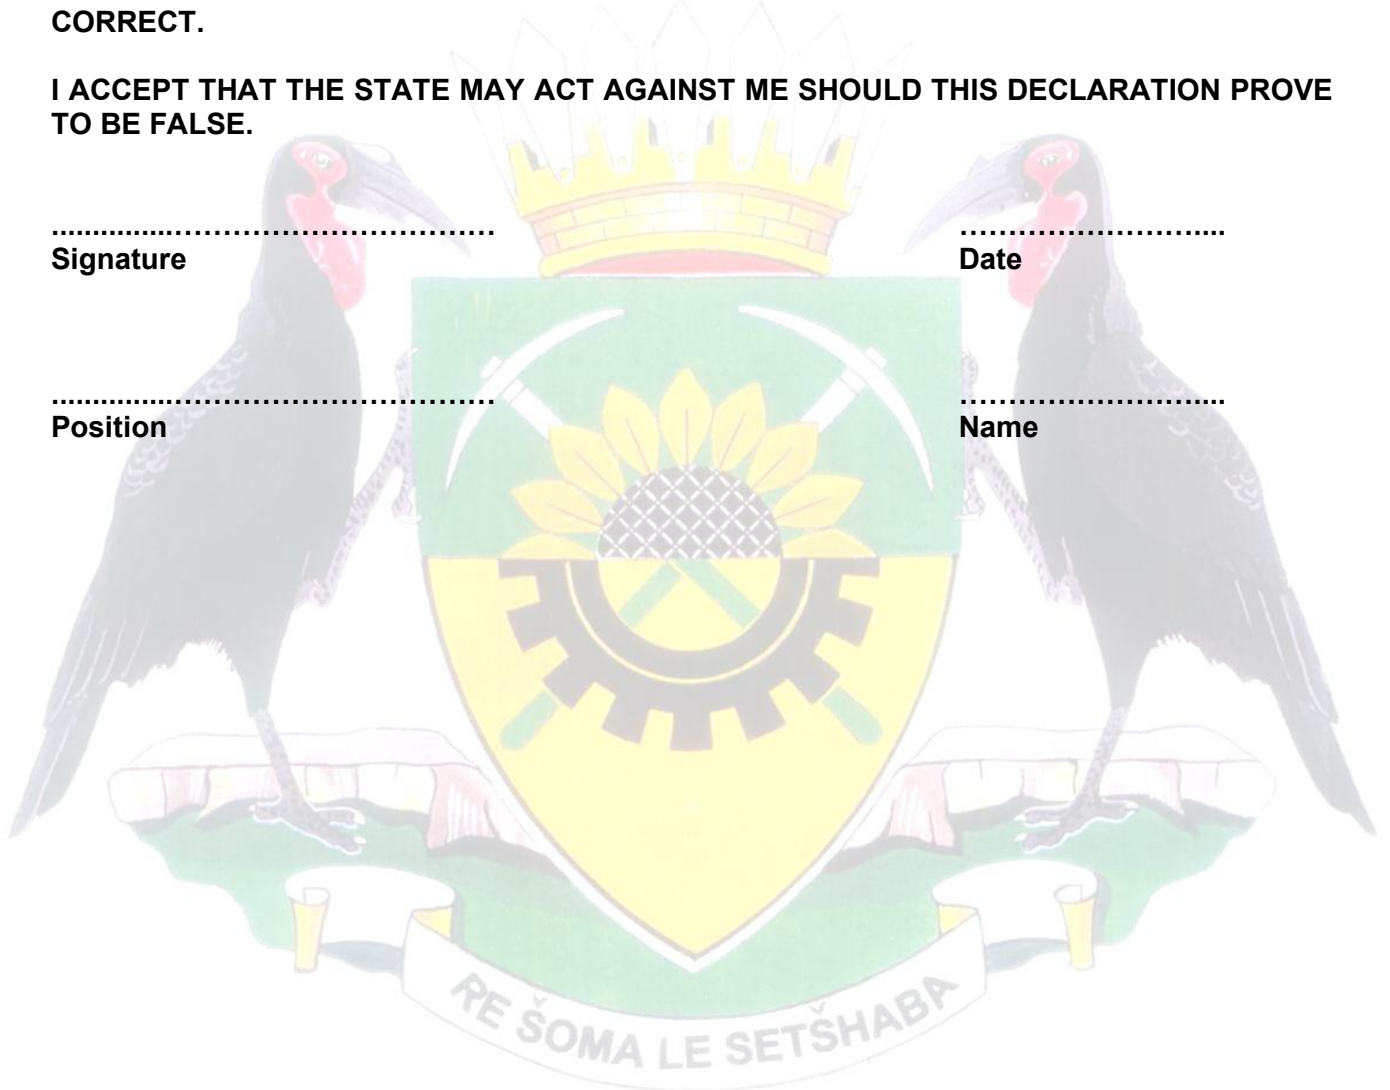 CORRECT.
I ACCEPT THAT THE STATE MAY ACT AGAINST ME SHOULD THIS DECLARATION PROVE
TO BE FALSE.
............................................... ...............................
Signature Date
............................................... ...............................
Position Name
RE ŠOMA LE SETŠHABA